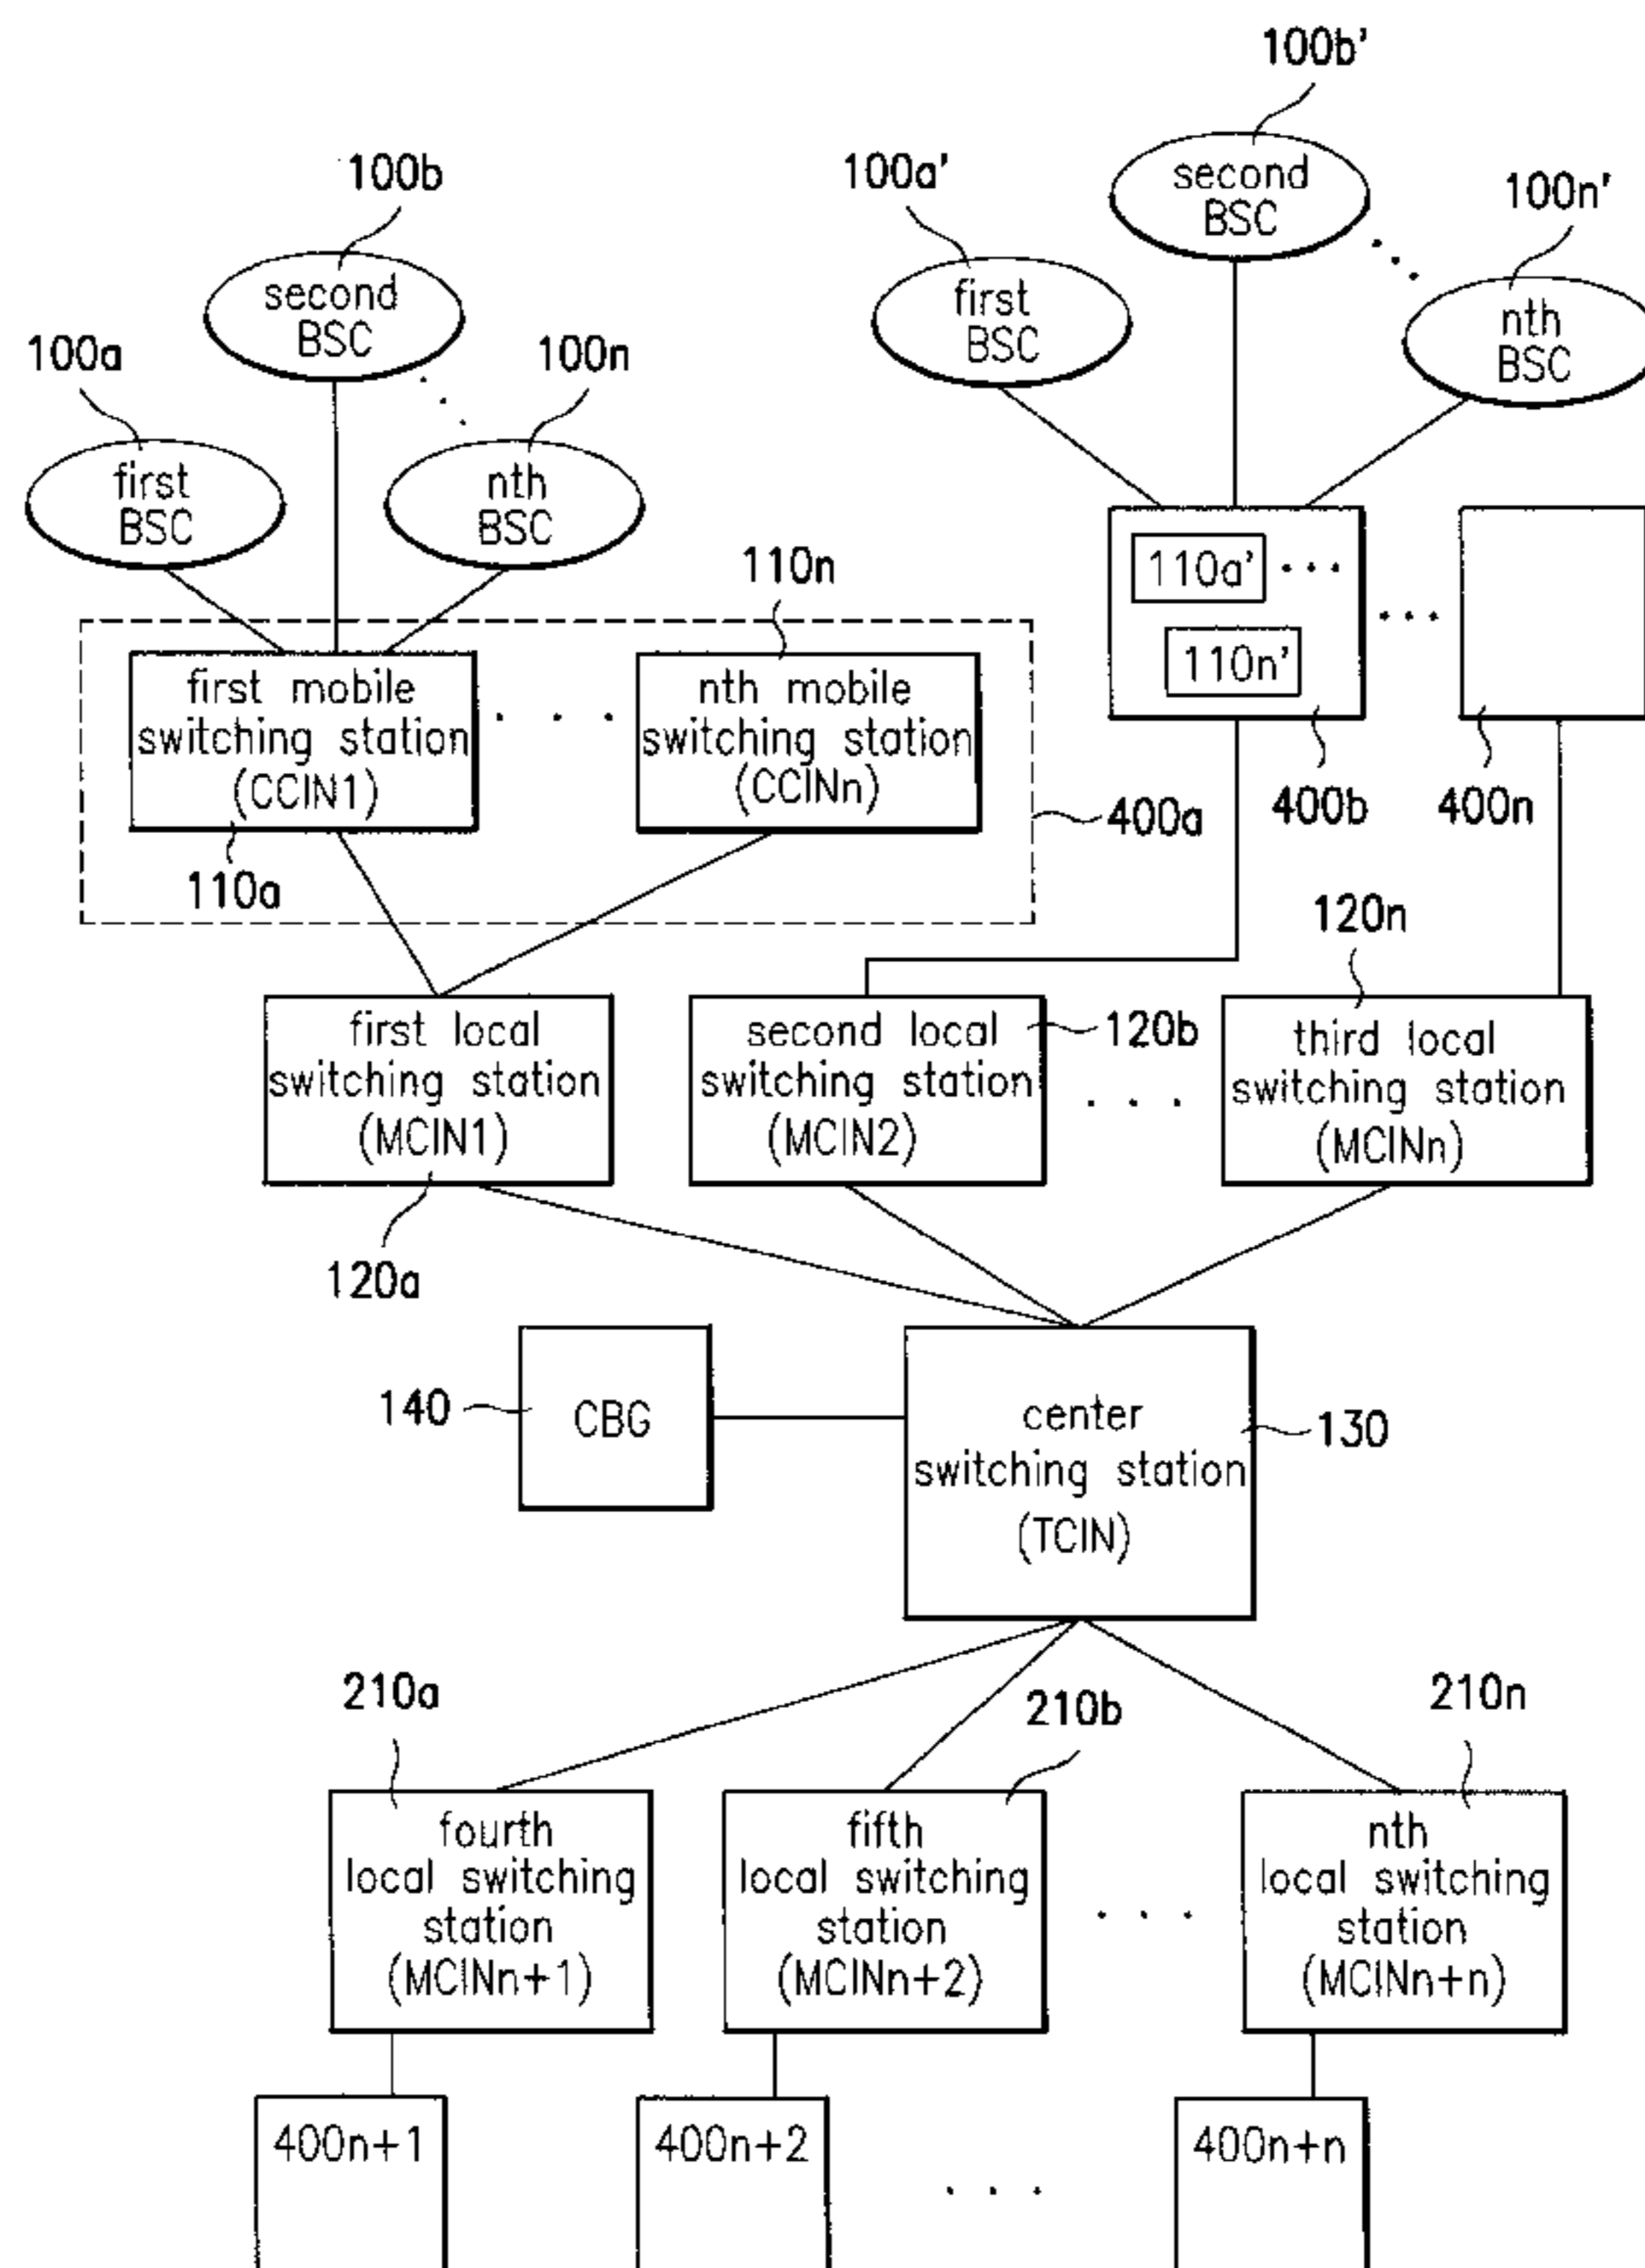 100b'
100b
100a'
second
BSC
100n'
second
BSC
first
BSC
nth
BSC
100a
100n
first
BSC
nth
BSC
110n
110a'
110n'
first mobile
switching station
(CCIN1)
nth mobile
switching station
(CCINn)
400a
400b
400n
110a
120n
first local
switching station
(MCIN1)
second local
switching station
(MCIN2)
120b
third local
switching station
(MCINn)
120a
140
CBG
center
switching station
(TCIN)
130
210a
210b
210n
fourth
local switching
station
(MCINn+1)
fifth
local switching
station
(MCINn+2)
nth
local switching
station
(MCINn+n)
400n+1
400n+2
400n+n